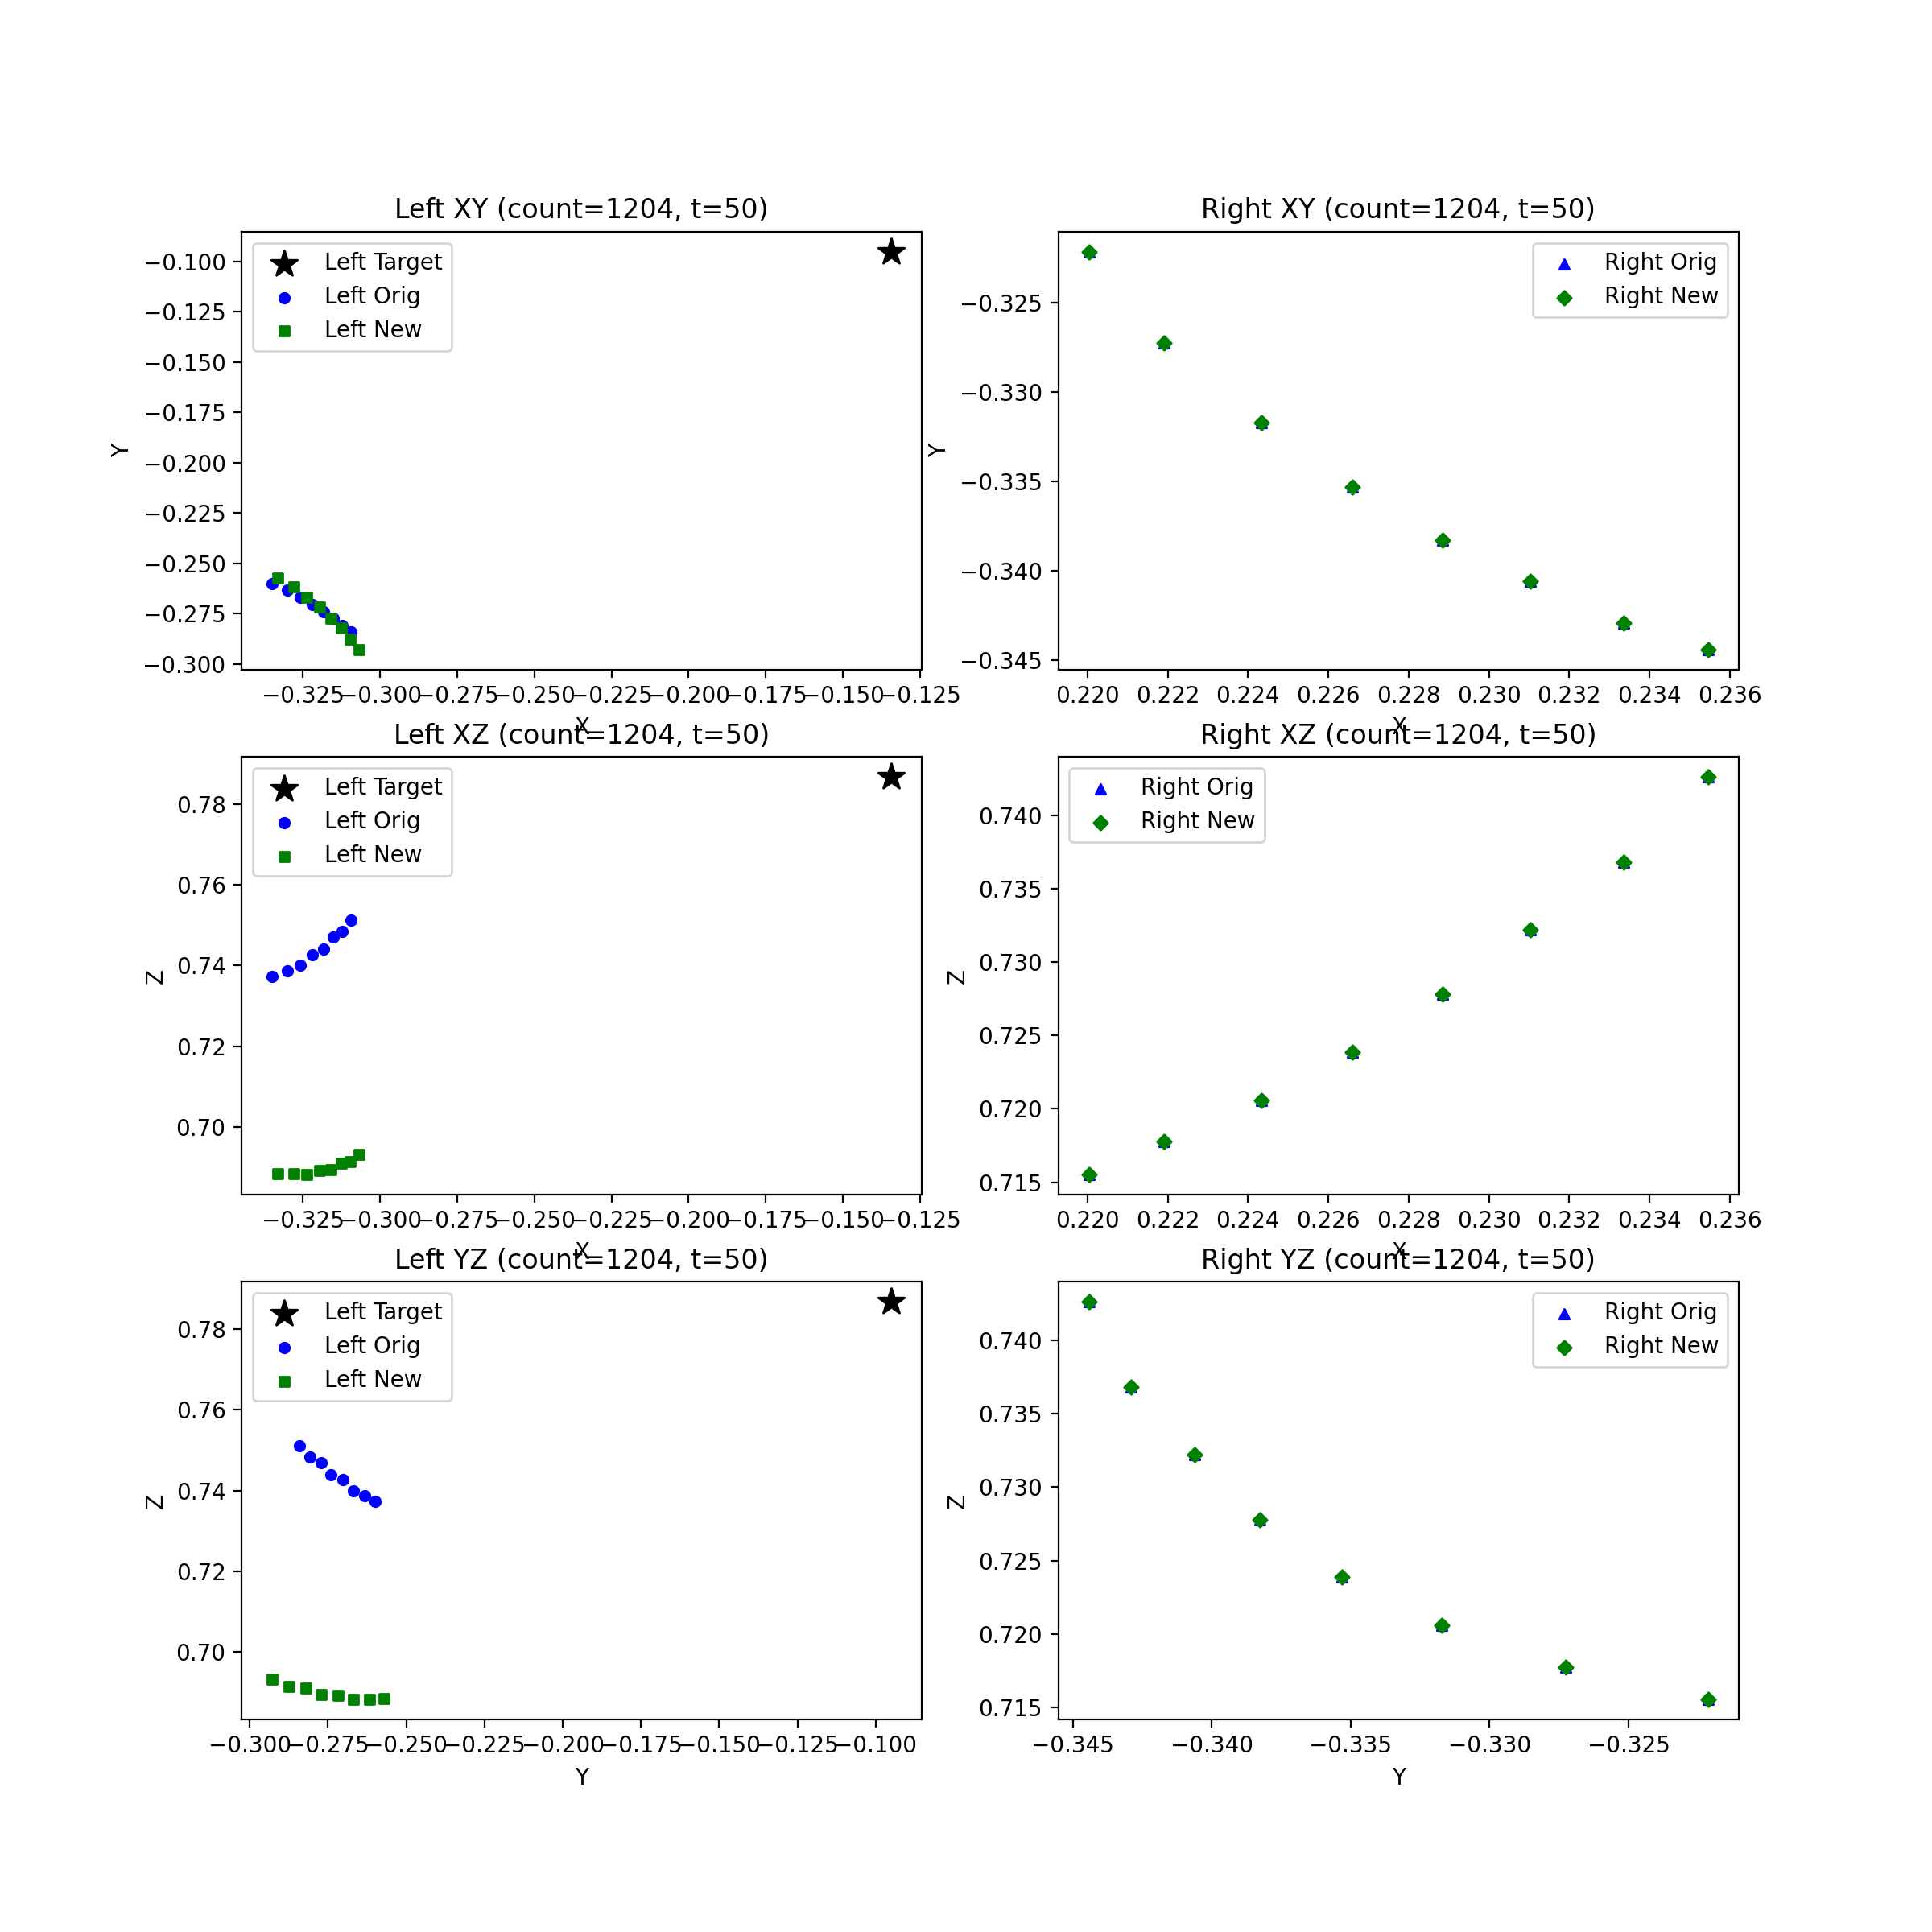 Left XY (count=1204, t=50)
Left Target
Left Orig
Left New
−0.100
−0.125
−0.150
−0.175
−0.200
−0.225
−0.250
−0.275
−0.300
Y
−0.325 −0.300 −0.275 −0.250 −0.225 −0.200 −0.175 −0.150 −0.125
X
Right XY (count=1204, t=50)
Right Orig
Right New
−0.325
−0.330
−0.335
−0.340
−0.345
Y
0.220 0.222 0.224 0.226 0.228 0.230 0.232 0.234 0.236
X
Left XZ (count=1204, t=50)
Left Target
Left Orig
Left New
0.78
0.76
0.74
0.72
0.70
Z
−0.325 −0.300 −0.275 −0.250 −0.225 −0.200 −0.175 −0.150 −0.125
X
Right XZ (count=1204, t=50)
Right Orig
Right New
0.740
0.735
0.730
0.725
0.720
0.715
Z
0.220 0.222 0.224 0.226 0.228 0.230 0.232 0.234 0.236
X
Left YZ (count=1204, t=50)
Left Target
Left Orig
Left New
0.78
0.76
0.74
0.72
0.70
Z
−0.300 −0.275 −0.250 −0.225 −0.200 −0.175 −0.150 −0.125 −0.100
Y
Right YZ (count=1204, t=50)
Right Orig
Right New
0.740
0.735
0.730
0.725
0.720
0.715
Z
−0.345 −0.340 −0.335 −0.330 −0.325
Y